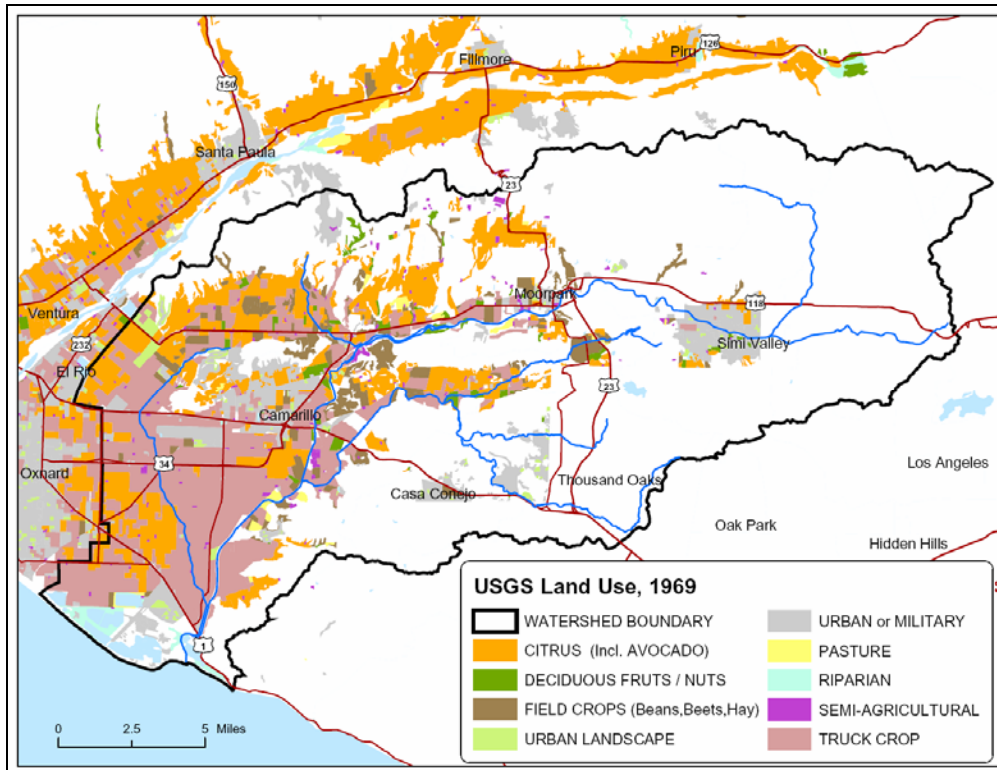 Piru
126
Fillmore
150
Santa Paula
23
Moorpark
118
Ventura
Simi Valley
232
El Rio
23
Camarillo
34
Oxnard
Los Angeles
Thousand Oaks
Casa Conejo
Oak Park
Hidden Hills
1
0 2.5 5 Miles
USGS Land Use, 1969
WATERSHED BOUNDARY
CITRUS (Incl. AVOCADO)
DECIDUOUS FRUTS / NUTS
FIELD CROPS (Beans,Beets,Hay)
URBAN LANDSCAPE
URBAN or MILITARY
PASTURE
RIPARIAN
SEMI-AGRICULTURAL
TRUCK CROP